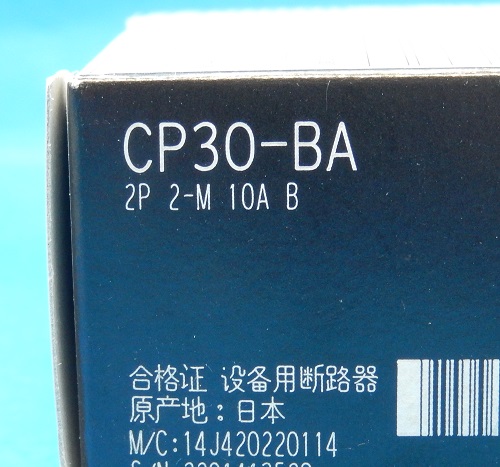 CP30-BA
2P 2-M 10A B
合格证 设备用断路器
原产地:日本
M/C:14J420220114